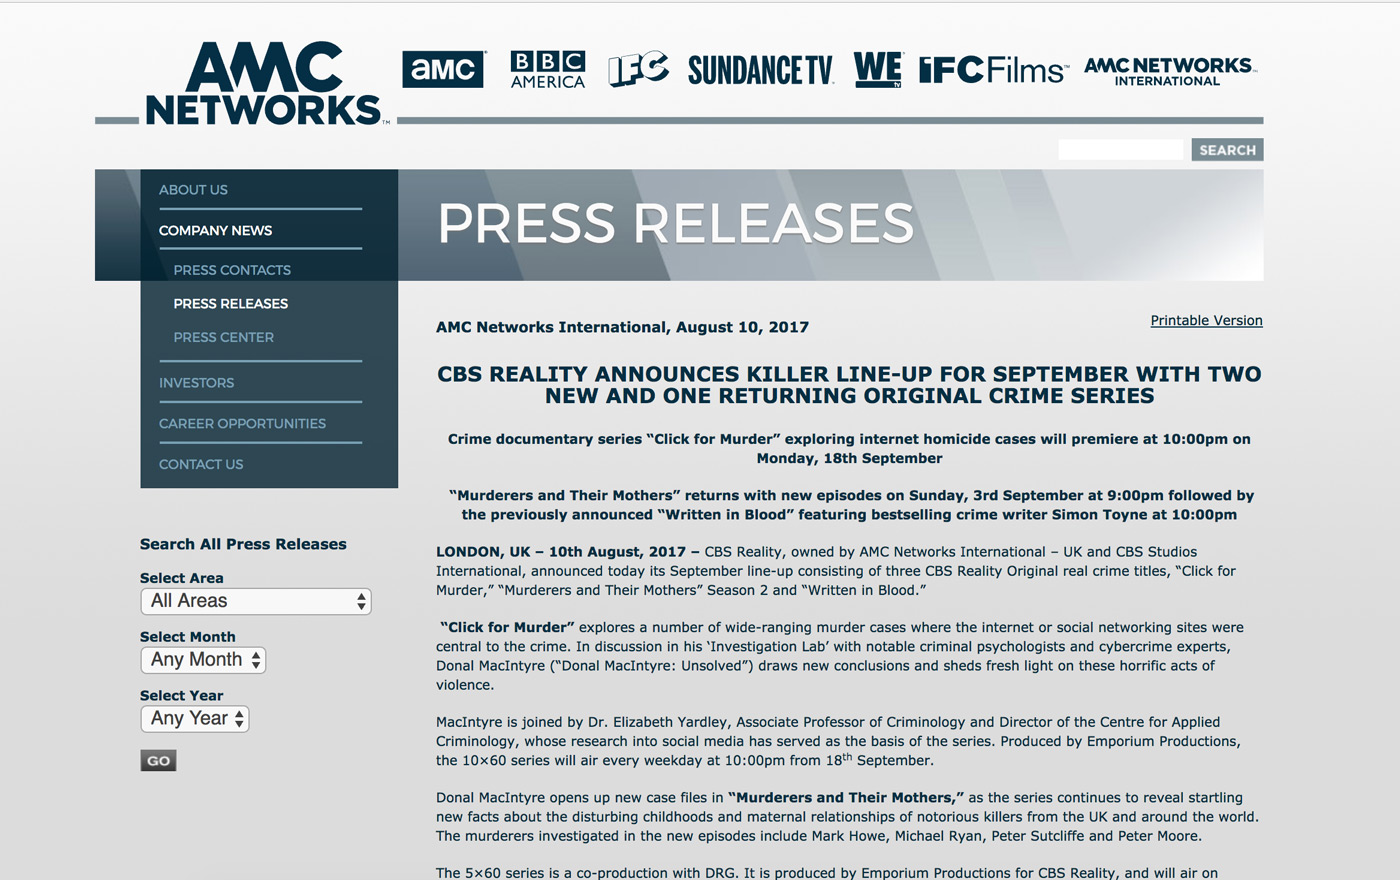 AMC NETWORKS™
amc
BBC AMERICA
IFC
SUNDANCETV
WE tv
IFCFilms™
AMC NETWORKS INTERNATIONAL
SEARCH
ABOUT US
COMPANY NEWS
PRESS CONTACTS
PRESS RELEASES
PRESS CENTER
INVESTORS
CAREER OPPORTUNITIES
CONTACT US
Search All Press Releases
Select Area
All Areas
Select Month
Any Month
Select Year
Any Year
GO
PRESS RELEASES
Printable Version
AMC Networks International, August 10, 2017
CBS REALITY ANNOUNCES KILLER LINE-UP FOR SEPTEMBER WITH TWO
NEW AND ONE RETURNING ORIGINAL CRIME SERIES
Crime documentary series “Click for Murder” exploring internet homicide cases will premiere at 10:00pm on
Monday, 18th September
“Murderers and Their Mothers” returns with new episodes on Sunday, 3rd September at 9:00pm followed by
the previously announced “Written in Blood” featuring bestselling crime writer Simon Toyne at 10:00pm
LONDON, UK – 10th August, 2017 – CBS Reality, owned by AMC Networks International – UK and CBS Studios
International, announced today its September line-up consisting of three CBS Reality Original real crime titles, “Click for
Murder,” “Murderers and Their Mothers” Season 2 and “Written in Blood.”
“Click for Murder” explores a number of wide-ranging murder cases where the internet or social networking sites were
central to the crime. In discussion in his ‘Investigation Lab’ with notable criminal psychologists and cybercrime experts,
Donal MacIntyre (“Donal MacIntyre: Unsolved”) draws new conclusions and sheds fresh light on these horrific acts of
violence.
MacIntyre is joined by Dr. Elizabeth Yardley, Associate Professor of Criminology and Director of the Centre for Applied
Criminology, whose research into social media has served as the basis of the series. Produced by Emporium Productions,
the 10×60 series will air every weekday at 10:00pm from 18th September.
Donal MacIntyre opens up new case files in “Murderers and Their Mothers,” as the series continues to reveal startling
new facts about the disturbing childhoods and maternal relationships of notorious killers from the UK and around the world.
The murderers investigated in the new episodes include Mark Howe, Michael Ryan, Peter Sutcliffe and Peter Moore.
The 5×60 series is a co-production with DRG. It is produced by Emporium Productions for CBS Reality, and will air on